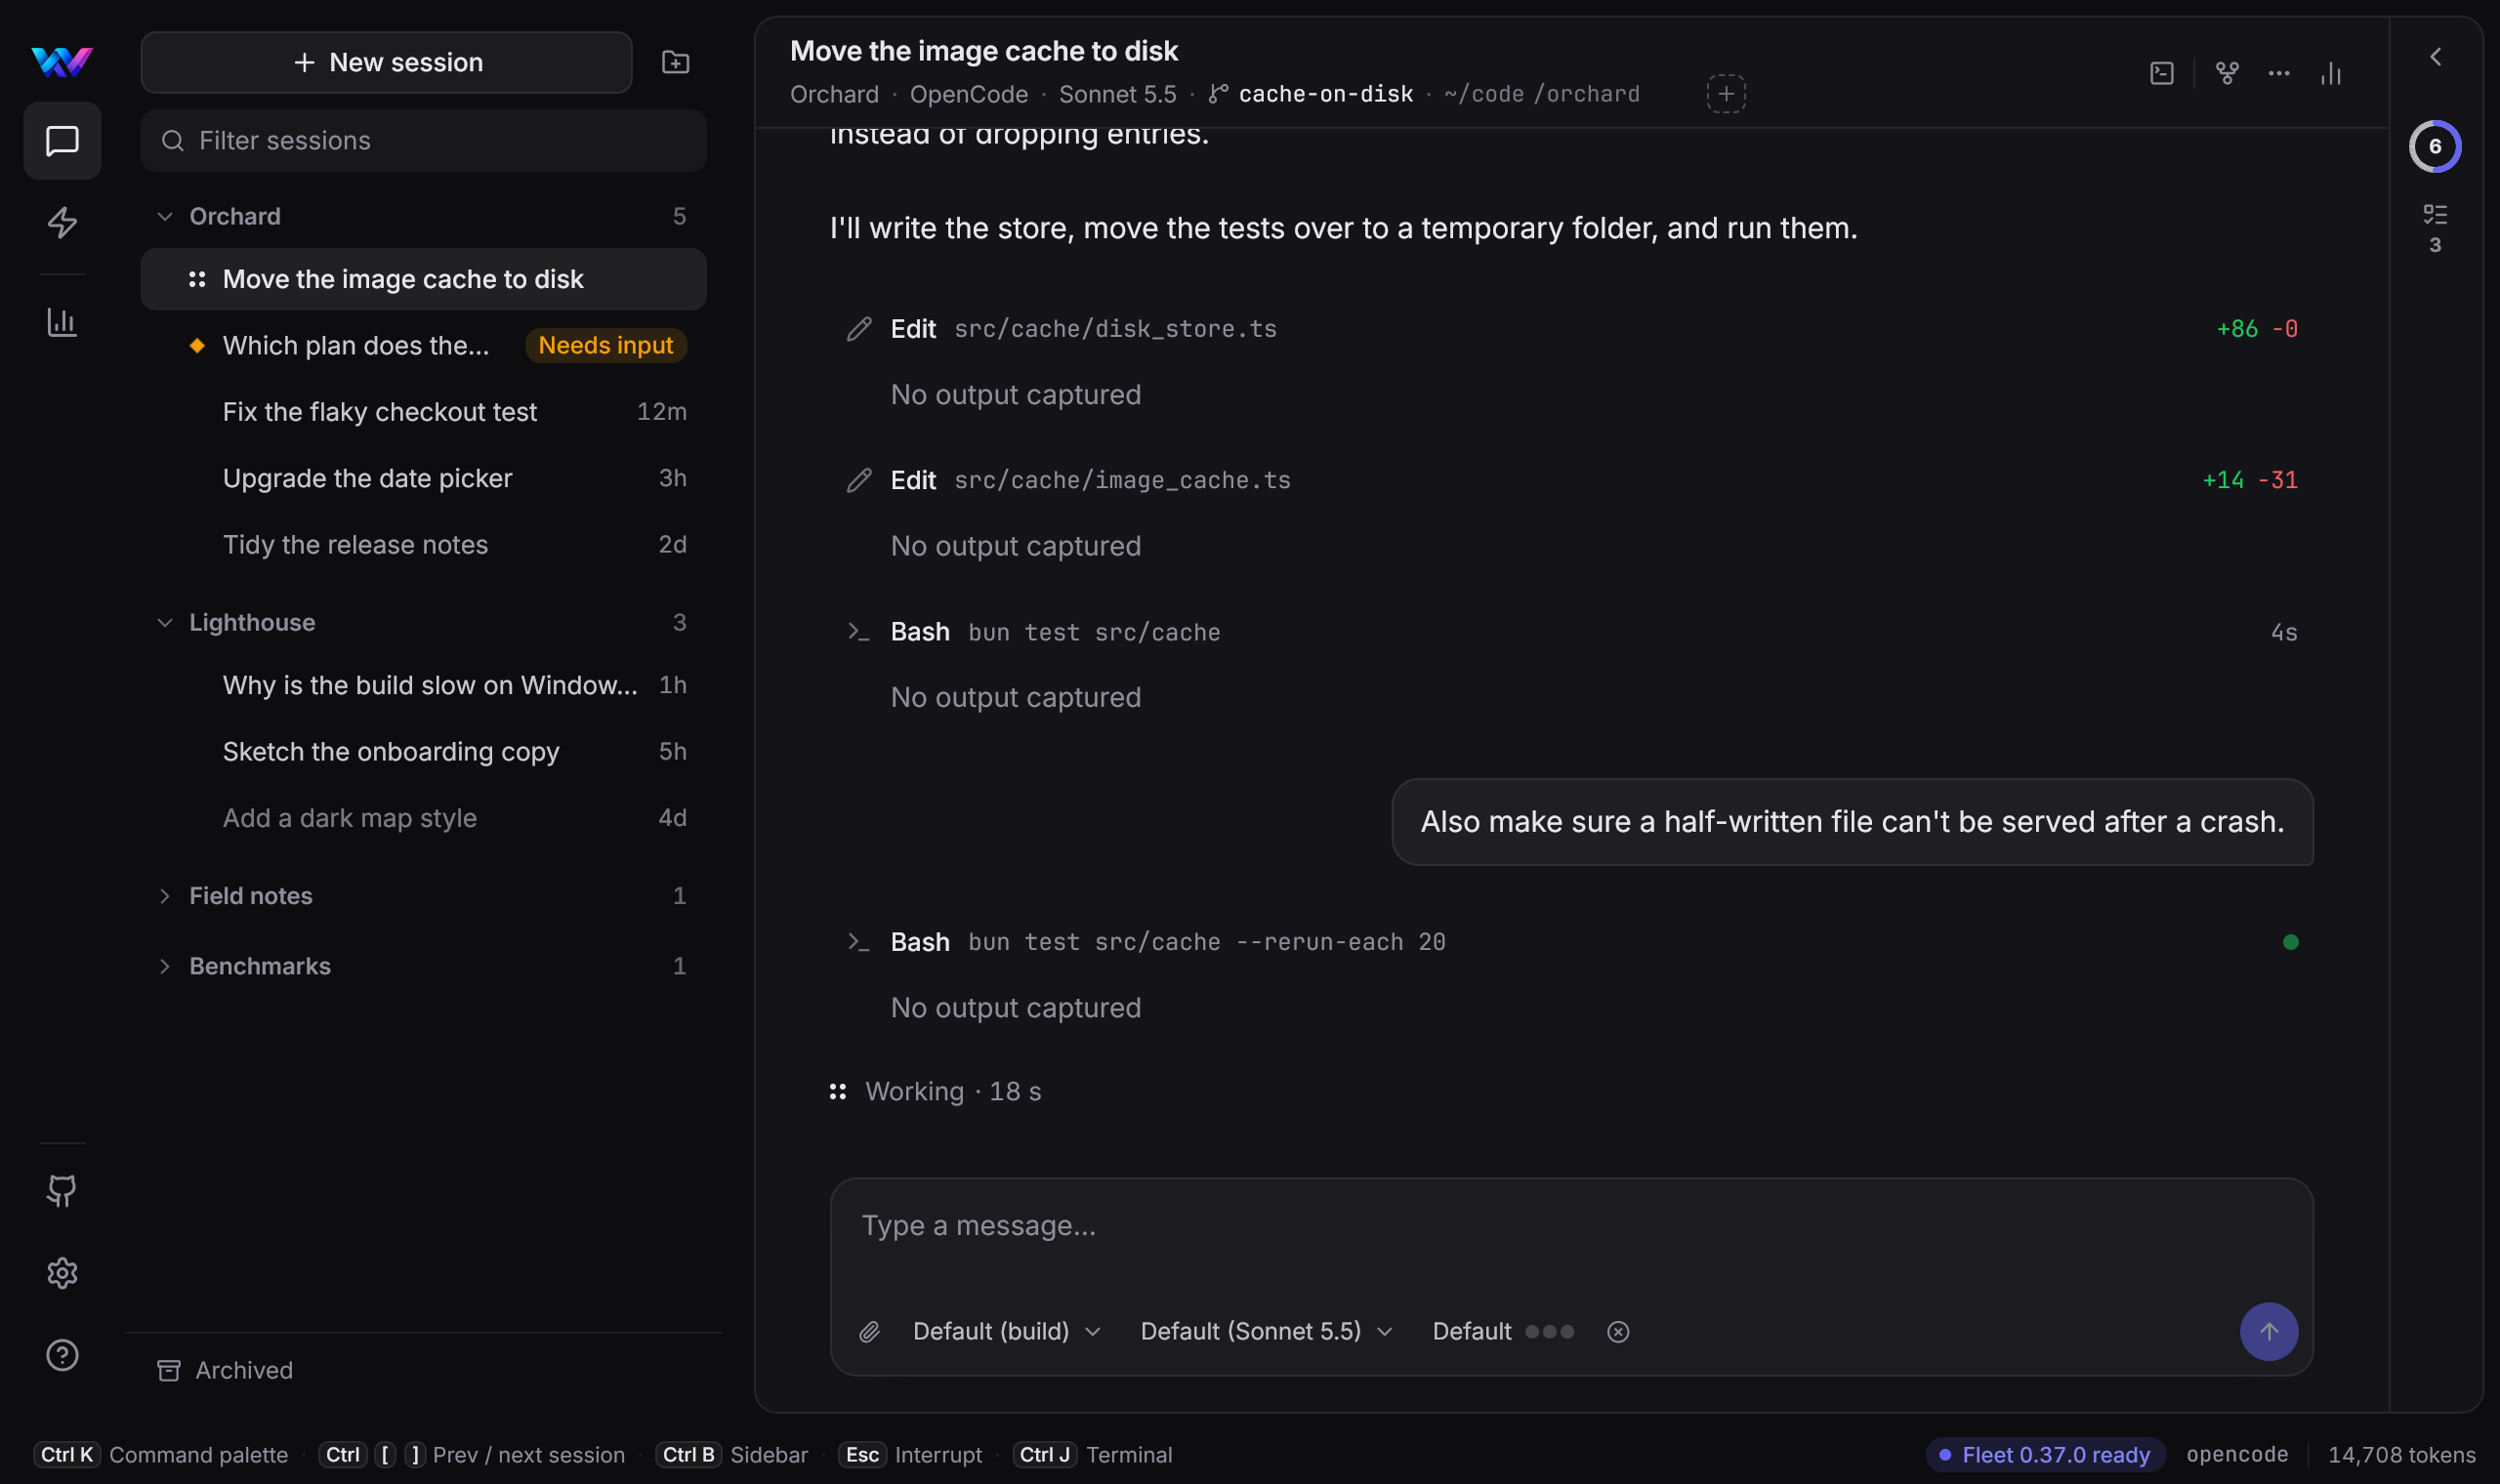 New session
Filter sessions
Orchard 5
Move the image cache to disk
Which plan does the... Needs input
Fix the flaky checkout test 12m
Upgrade the date picker 3h
Tidy the release notes 2d
Lighthouse 3
Why is the build slow on Window... 1h
Sketch the onboarding copy 5h
Add a dark map style 4d
Field notes 1
Benchmarks 1
Archived
Move the image cache to disk
Orchard · OpenCode · Sonnet 5.5 · cache-on-disk · ~/code /orchard
instead of dropping entries.
I'll write the store, move the tests over to a temporary folder, and run them.
Edit src/cache/disk_store.ts +86 -0
No output captured
Edit src/cache/image_cache.ts +14 -31
No output captured
Bash bun test src/cache 4s
No output captured
Also make sure a half-written file can't be served after a crash.
Bash bun test src/cache --rerun-each 20
No output captured
Working · 18 s
Type a message...
Default (build) Default (Sonnet 5.5) Default
6
3
Ctrl K Command palette · Ctrl [ ] Prev / next session · Ctrl B Sidebar · Esc Interrupt · Ctrl J Terminal
Fleet 0.37.0 ready opencode 14,708 tokens